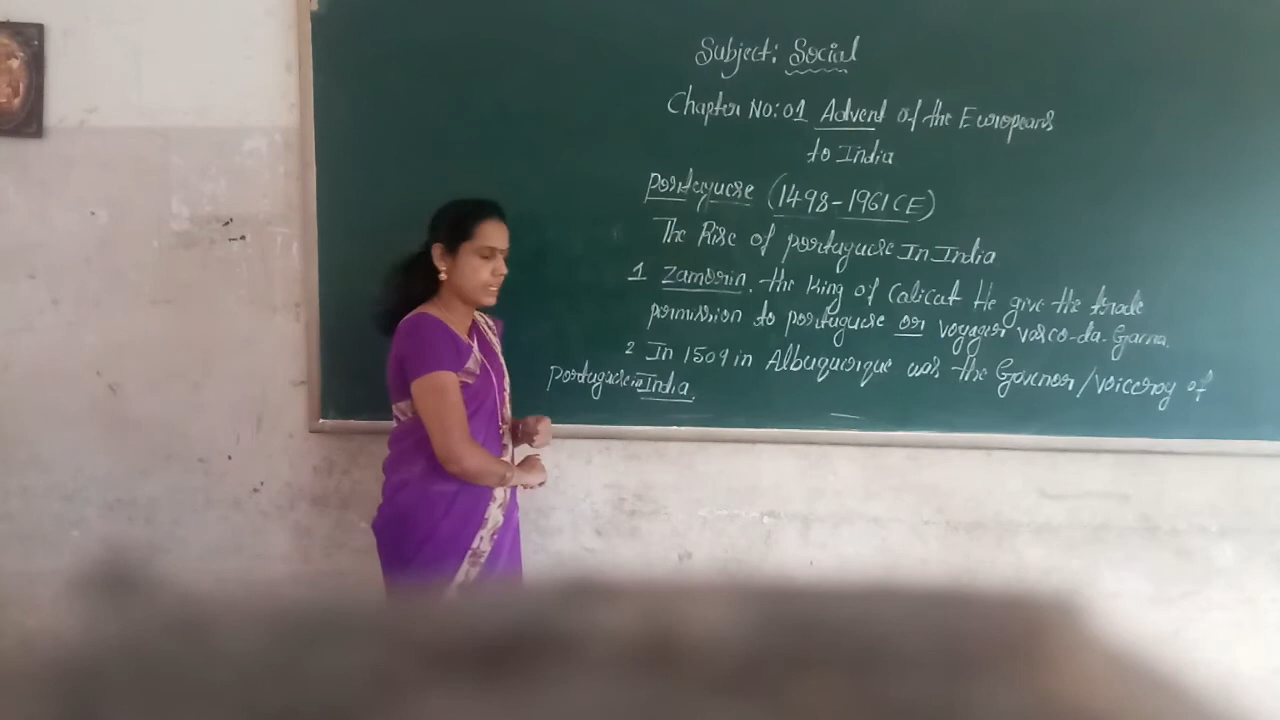 Subject: Social
Chapter No: 01 Advent of the Europeans
to India
Portuguese (1498-1961 CE)
The Rise of portuguese In India
1 Zamorin. the King of Calicut He give the trade
permission to portuguese or voyager vasco-da-Gama.
2 In 1509 in Albuquerque was the Govenor/voiceroy of
portuguese in India.